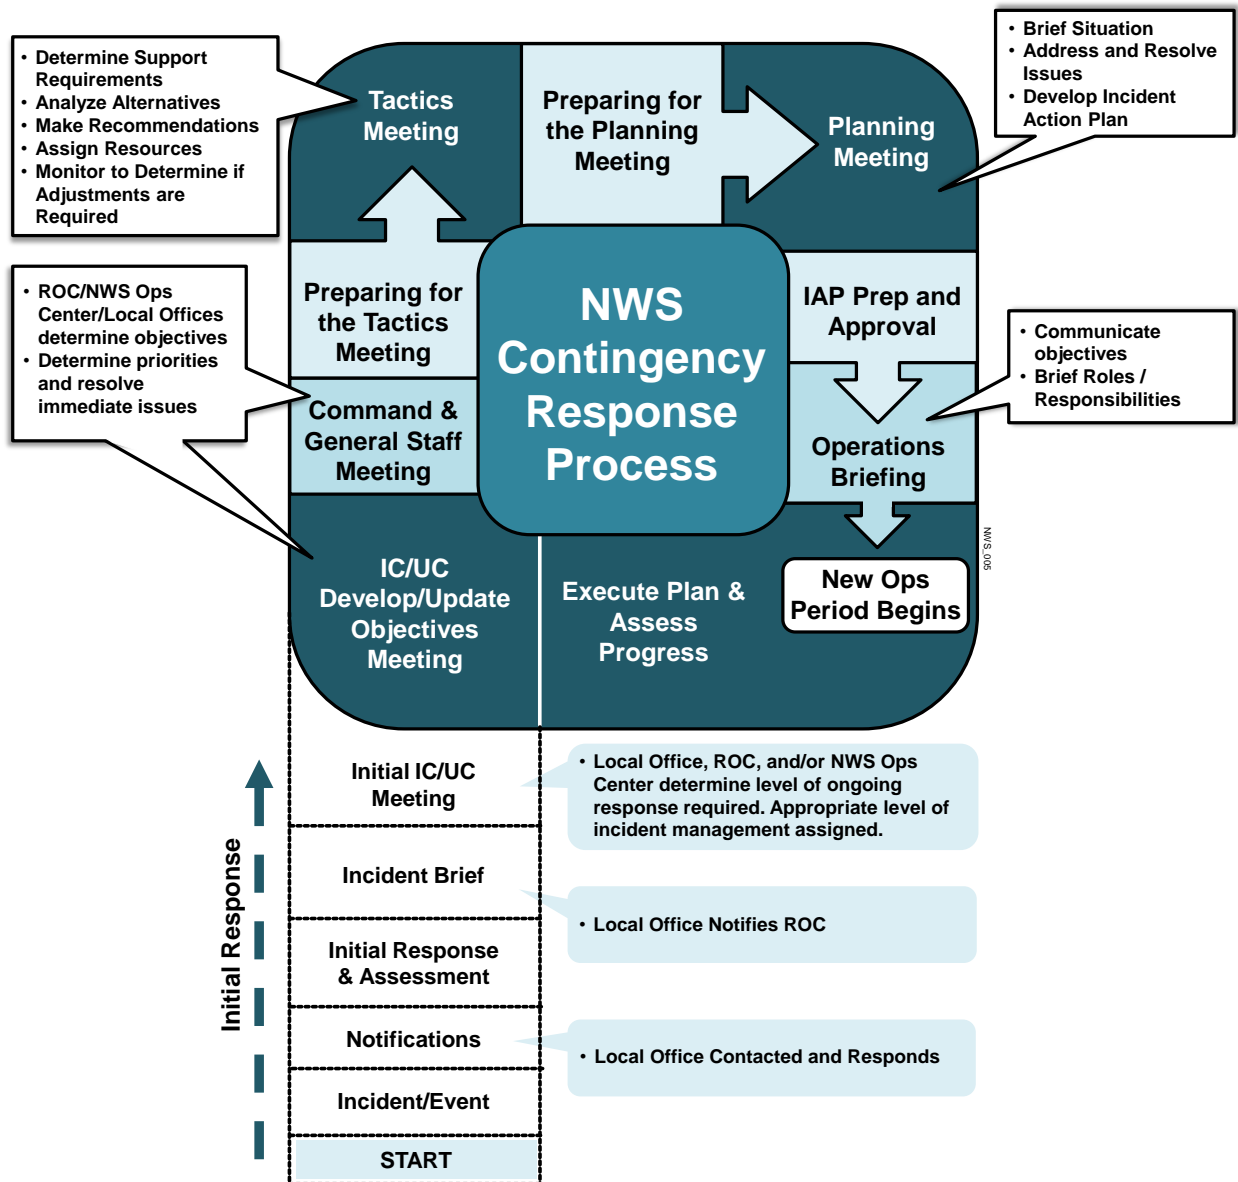 • Determine Support
Requirements
• Analyze Alternatives
• Make Recommendations
• Assign Resources
• Monitor to Determine if
Adjustments are
Required
Tactics
Meeting
Preparing for
the Planning
Meeting
Planning
Meeting
• Brief Situation
• Address and Resolve
Issues
• Develop Incident
Action Plan
• ROC/NWS Ops
Center/Local Offices
determine objectives
• Determine priorities
and resolve
immediate issues
Preparing for
the Tactics
Meeting
Command &
General Staff
Meeting
NWS
Contingency
Response
Process
IAP Prep and
Approval
Operations
Briefing
• Communicate
objectives
• Brief Roles /
Responsibilities
NWS_005
IC/UC
Develop/Update
Objectives
Meeting
Execute Plan &
Assess
Progress
New Ops
Period Begins
Initial Response
Initial IC/UC
Meeting
• Local Office, ROC, and/or NWS Ops
Center determine level of ongoing
response required. Appropriate level of
incident management assigned.
Incident Brief
• Local Office Notifies ROC
Initial Response
& Assessment
Notifications
• Local Office Contacted and Responds
Incident/Event
START